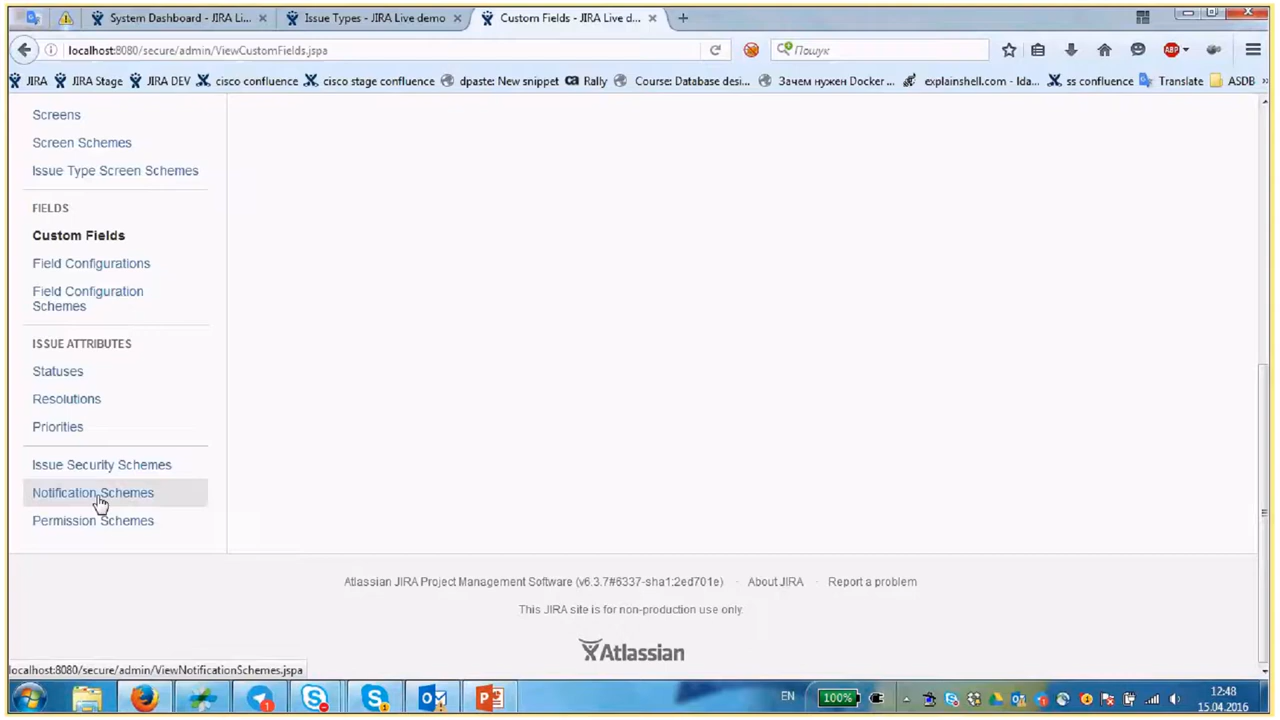 System Dashboard - JIRA Li...
Issue Types - JIRA Live demo
Custom Fields - JIRA Live d...
localhost:8080/secure/admin/ViewCustomFields.jspa
Пошук
ABP
JIRA
JIRA Stage
JIRA DEV
cisco confluence
cisco stage confluence
dpaste: New snippet
ca Rally
Course: Database desi...
Зачем нужен Docker ...
explainshell.com - Ida...
ss confluence
Translate
ASDB
Screens
Screen Schemes
Issue Type Screen Schemes
FIELDS
Custom Fields
Field Configurations
Field Configuration
Schemes
ISSUE ATTRIBUTES
Statuses
Resolutions
Priorities
Issue Security Schemes
Notification Schemes
Permission Schemes
Atlassian JIRA Project Management Software (v6.3.7#6337-sha1:2ed701e) · About JIRA · Report a problem
This JIRA site is for non-production use only.
Atlassian
localhost:8080/secure/admin/ViewNotificationSchemes.jspa
EN
100%
12:48
15.04.2016